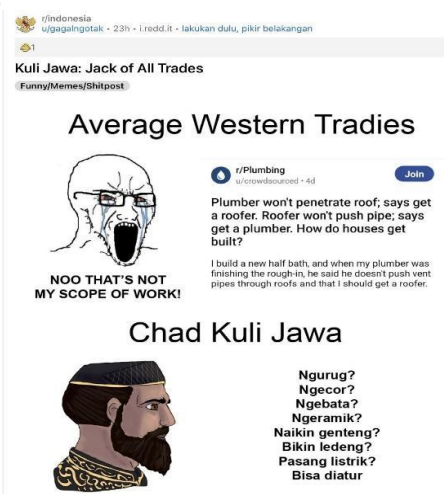 r/indonesia
u/gagalngotak • 23h • i.redd.it • lakukan dulu, pikir belakangan
1
Kuli Jawa: Jack of All Trades
Funny/Memes/Shitpost
Average Western Tradies
r/Plumbing
u/crowdsourced • 4d
Join
Plumber won't penetrate roof; says get
a roofer. Roofer won't push pipe; says
get a plumber. How do houses get
built?
I build a new half bath, and when my plumber was
finishing the rough-in, he said he doesn't push vent
pipes through roofs and that I should get a roofer.
NOO THAT'S NOT
MY SCOPE OF WORK!
Chad Kuli Jawa
Ngurug?
Ngecor?
Ngebata?
Ngeramik?
Naikin genteng?
Bikin ledeng?
Pasang listrik?
Bisa diatur